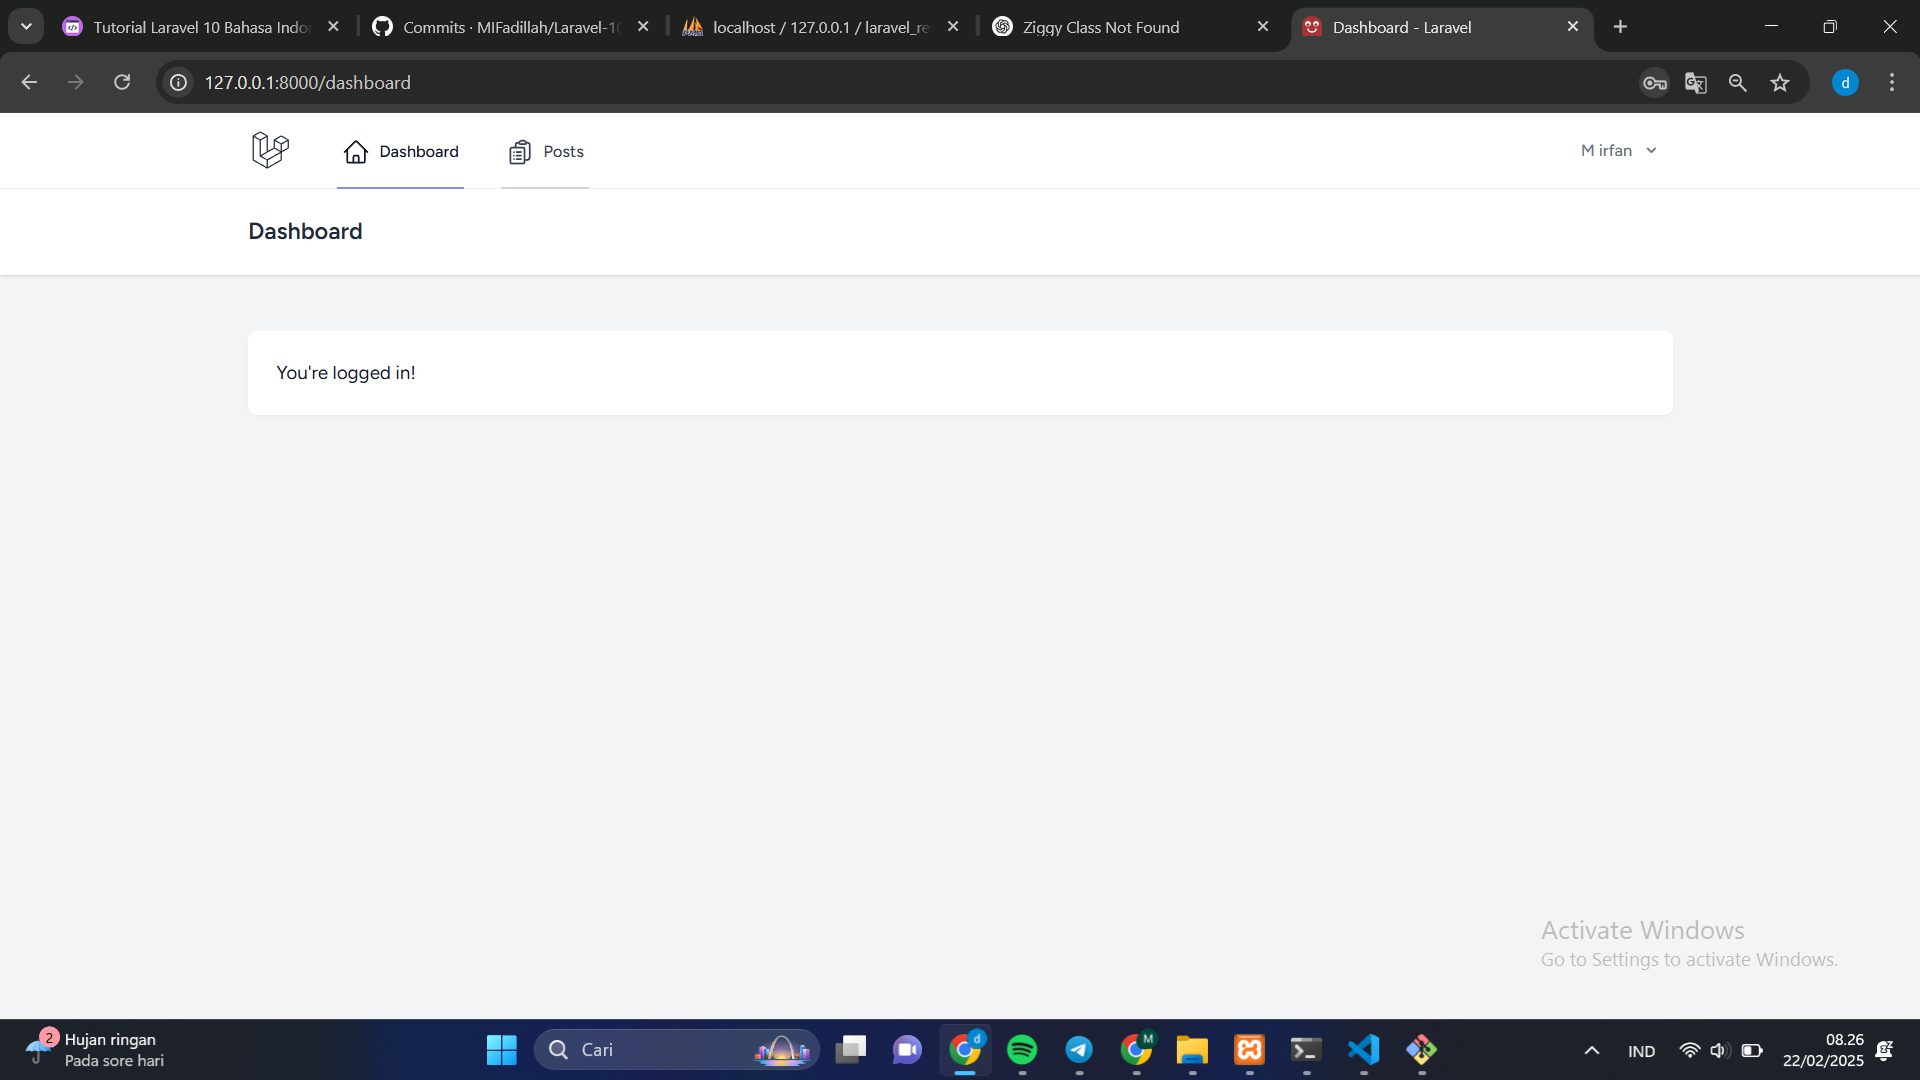 Tutorial Laravel 10 Bahasa Indo
Commits · MIFadillah/Laravel-10
localhost / 127.0.0.1 / laravel_re
Ziggy Class Not Found
Dashboard - Laravel
127.0.0.1:8000/dashboard
d
Dashboard
Posts
M irfan
Dashboard
You're logged in!
Activate Windows
Go to Settings to activate Windows.
2
Hujan ringan
Pada sore hari
Cari
d
M
IND
08.26
22/02/2025